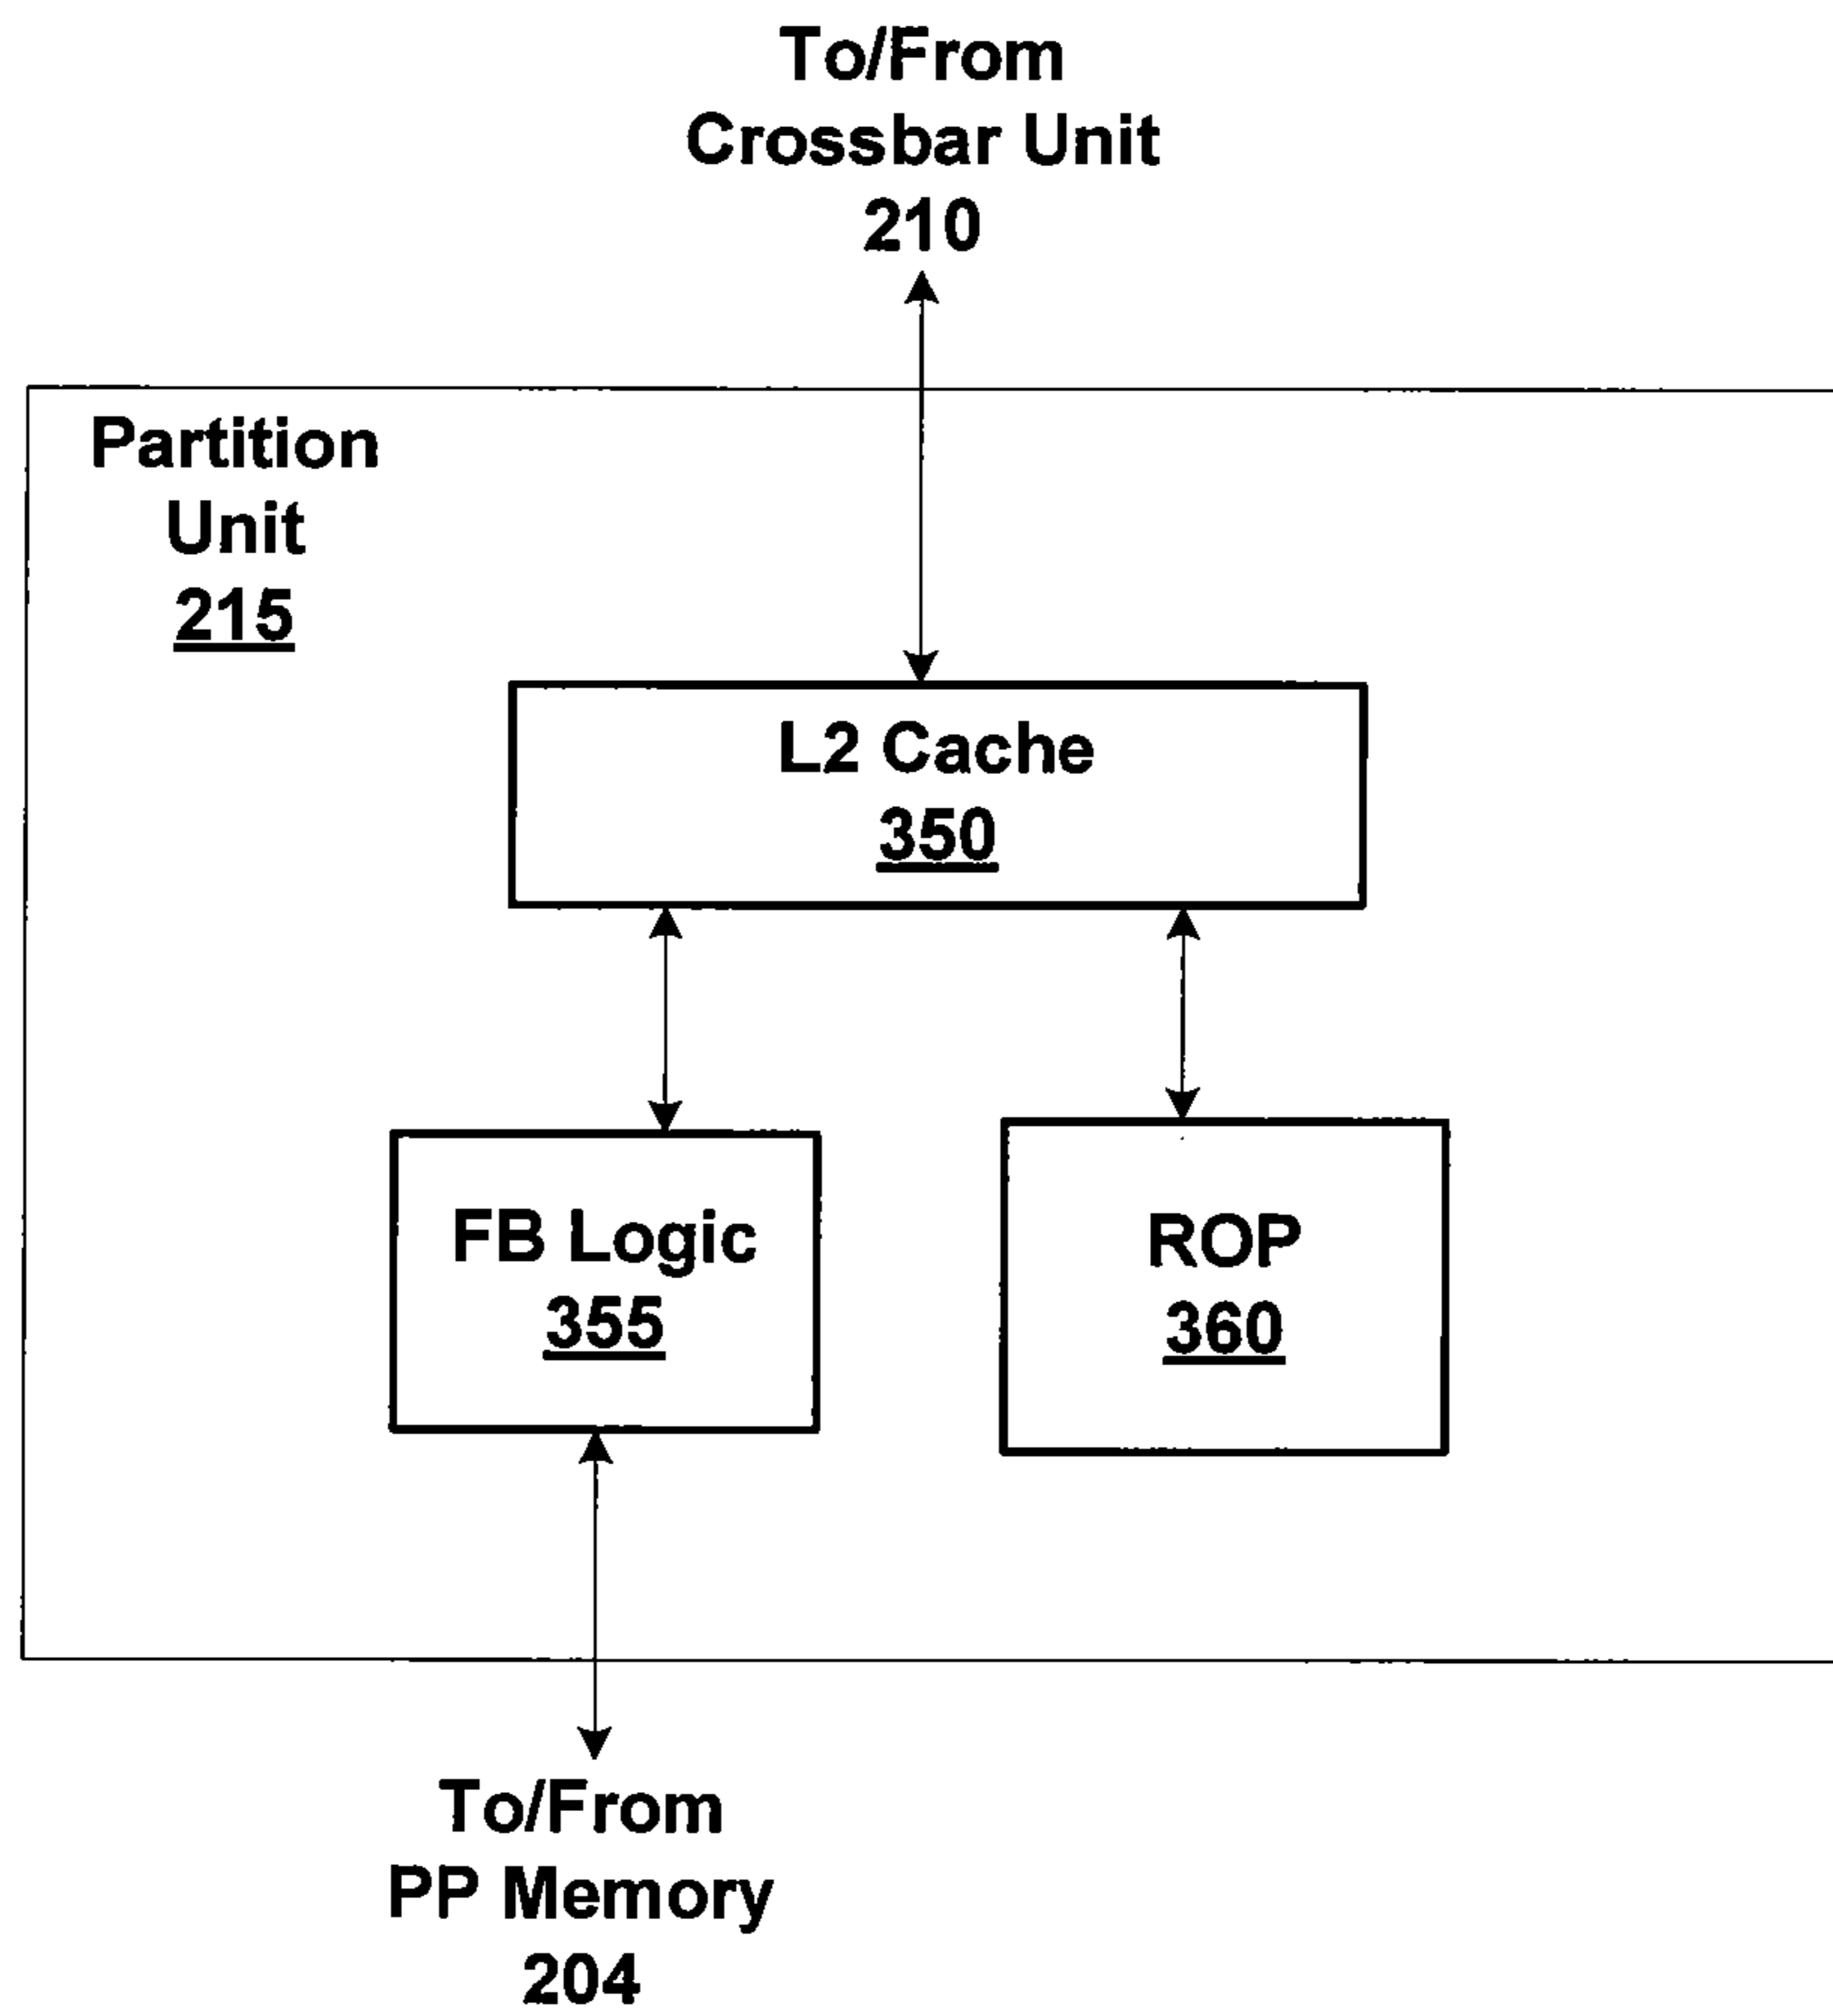 To/From
Crossbar Unit
210
Partition
Unit
215
L2 Cache
350
FB Logic
355
ROP
360
To/From
PP Memory
204